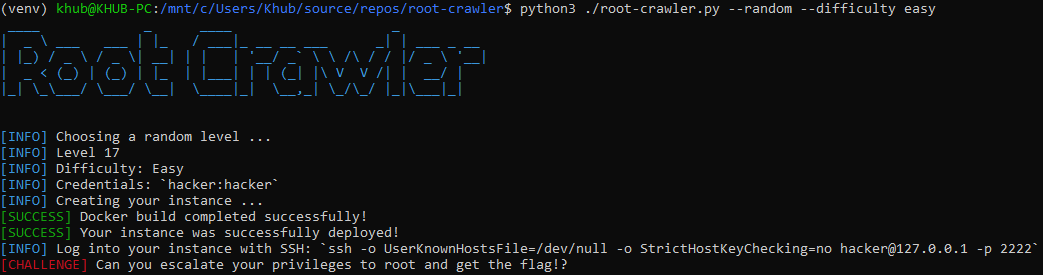 (venv) khub@KHUB-PC:/mnt/c/Users/Khub/source/repos/root-crawler$ python3 ./root-crawler.py --random --difficulty easy
Root Crawler
[INFO] Choosing a random level ...
[INFO] Level 17
[INFO] Difficulty: Easy
[INFO] Credentials: `hacker:hacker`
[INFO] Creating your instance ...
[SUCCESS] Docker build completed successfully!
[SUCCESS] Your instance was successfully deployed!
[INFO] Log into your instance with SSH: `ssh -o UserKnownHostsFile=/dev/null -o StrictHostKeyChecking=no hacker@127.0.0.1 -p 2222`
[CHALLENGE] Can you escalate your privileges to root and get the flag!?